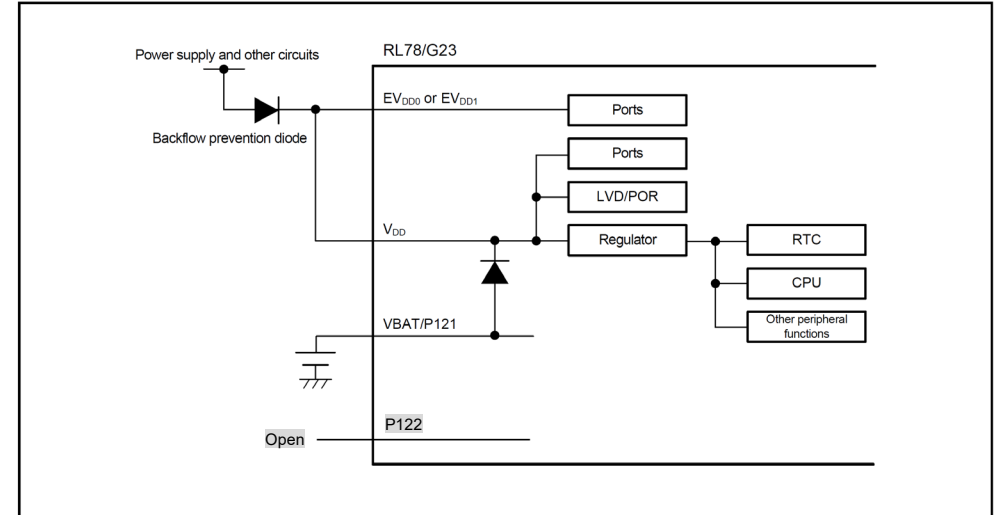 RL78/G23
Power supply and other circuits
EVDD0 or EVDD1
Ports
Backflow prevention diode
Ports
LVD/POR
VDD
Regulator
RTC
CPU
VBAT/P121
Other peripheral
functions
P122
Open